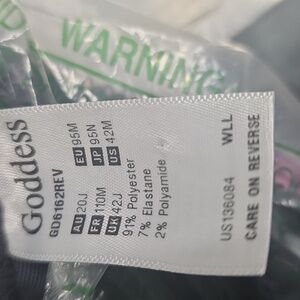 WARNING
Goddess
GD6162REV
AU 20J EU 95M
FR 110M JP 95N
UK 42J US 42M
91% Polyester
7% Elastane
2% Polyamide
US136084 WLL
CARE ON REVERSE